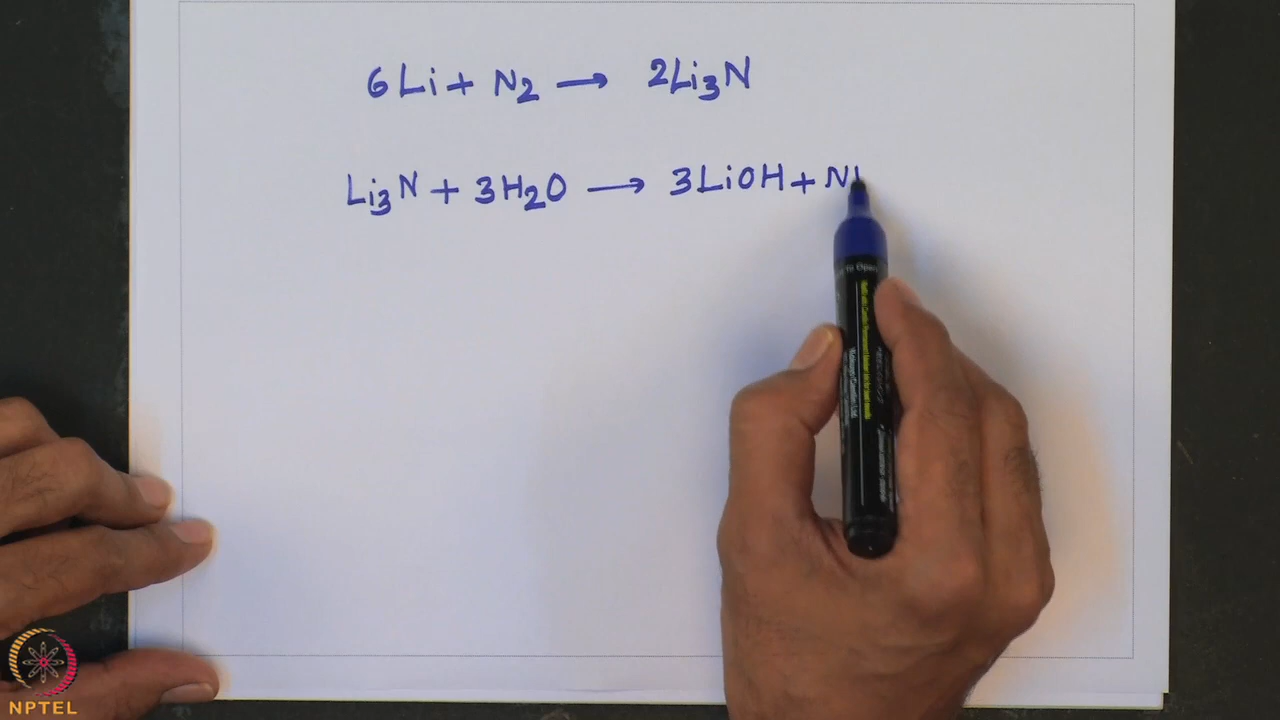 6Li + N₂ → 2Li₃N
Li₃N + 3H₂O → 3LiOH + N
NPTEL